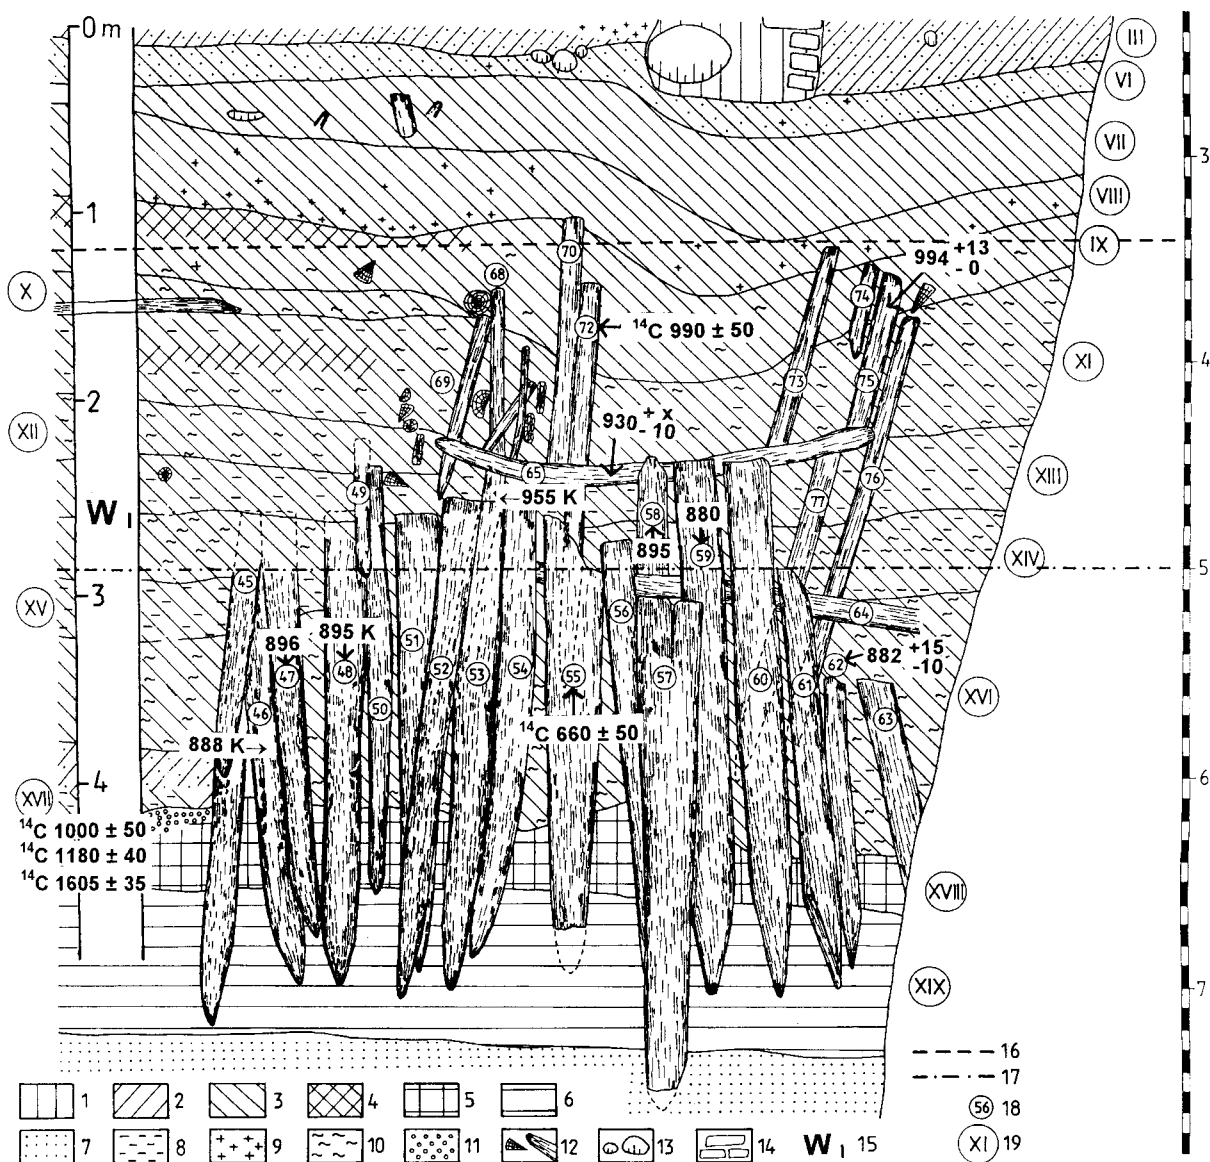 0 m
III
VI
VII
3
VIII
1
IX
70
994 +13 - 0
68
X
74
72
¹⁴C 990 ± 50
XI
4
69
73
75
2
930 + x - 10
XII
65
76
XIII
49
955 K
77
W I
58
880
895
59
XIV
5
45
3
XV
56
64
896
895 K
51
882 +15 -10
47
48
52
53
54
55
57
60
61
62
XVI
46
50
63
888 K
¹⁴C 660 ± 50
4
6
XVII
¹⁴C 1000 ± 50
¹⁴C 1180 ± 40
¹⁴C 1605 ± 35
XVIII
XIX
7
16
17
1 2 3 4 5 6
56 18
7 8 9 10 11 12 13 14 W I 15 XI 19